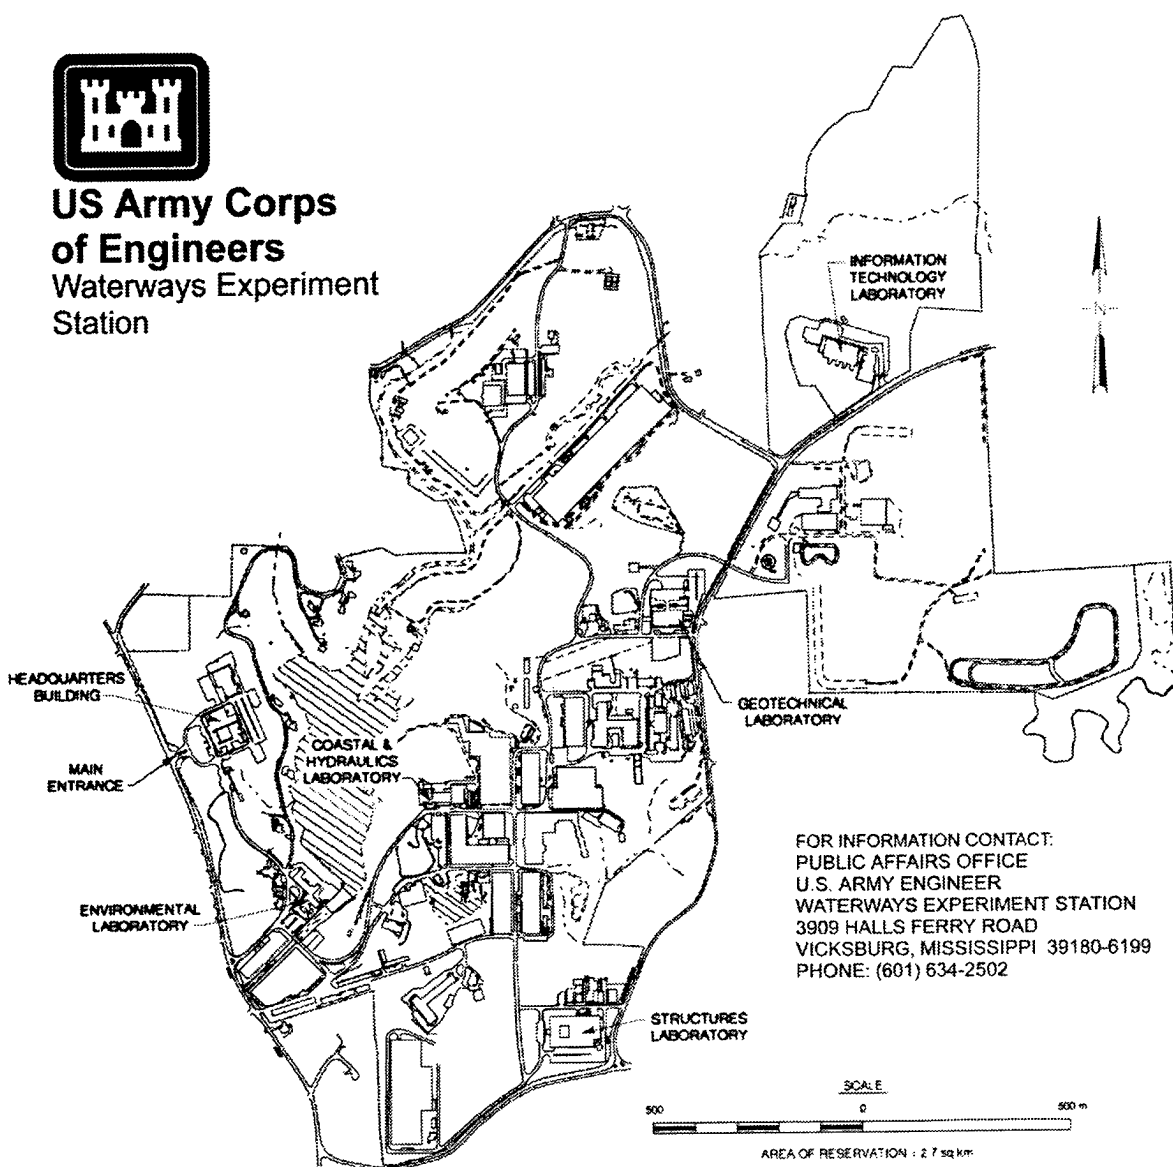 US Army Corps
of Engineers
Waterways Experiment
Station
INFORMATION
TECHNOLOGY
LABORATORY
N
HEADQUARTERS
BUILDING
MAIN
ENTRANCE
COASTAL &
HYDRAULICS
LABORATORY
GEOTECHNICAL
LABORATORY
ENVIRONMENTAL
LABORATORY
STRUCTURES
LABORATORY
FOR INFORMATION CONTACT:
PUBLIC AFFAIRS OFFICE
U.S. ARMY ENGINEER
WATERWAYS EXPERIMENT STATION
3909 HALLS FERRY ROAD
VICKSBURG, MISSISSIPPI 39180-6199
PHONE: (601) 634-2502
SCALE
500 0 500 m
AREA OF RESERVATION : 2.7 sq km